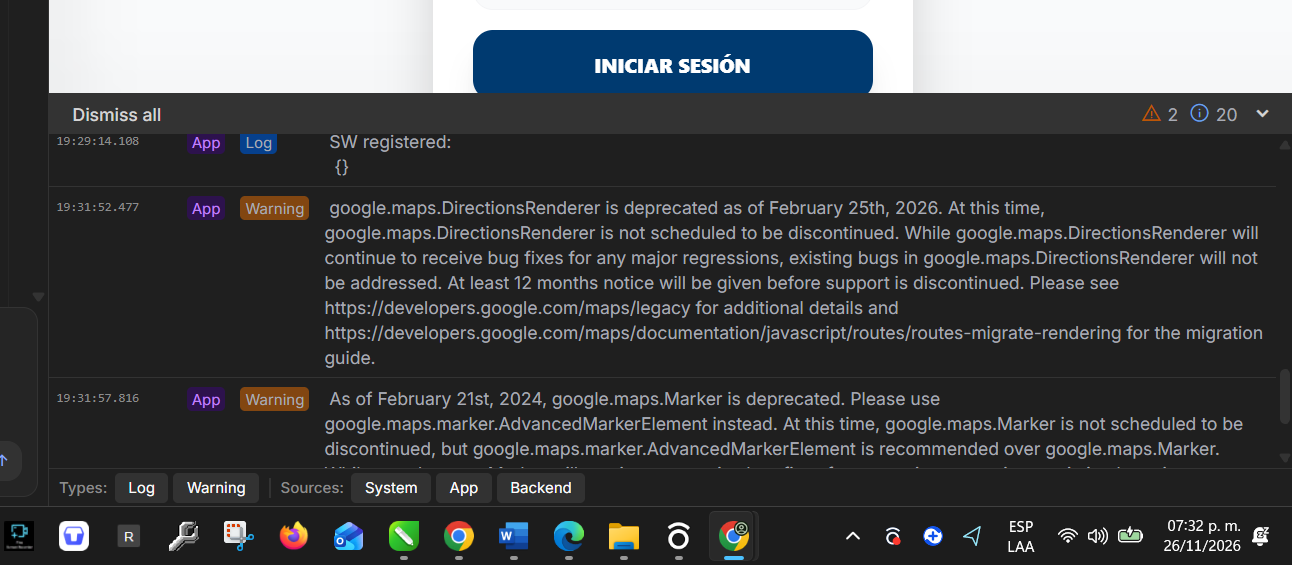 INICIAR SESIÓN
Dismiss all
2
20
19:29:14.108 App Log SW registered:
{}
19:31:52.477 App Warning google.maps.DirectionsRenderer is deprecated as of February 25th, 2026. At this time,
google.maps.DirectionsRenderer is not scheduled to be discontinued. While google.maps.DirectionsRenderer will
continue to receive bug fixes for any major regressions, existing bugs in google.maps.DirectionsRenderer will not
be addressed. At least 12 months notice will be given before support is discontinued. Please see
https://developers.google.com/maps/legacy for additional details and
https://developers.google.com/maps/documentation/javascript/routes/routes-migrate-rendering for the migration
guide.
19:31:57.816 App Warning As of February 21st, 2024, google.maps.Marker is deprecated. Please use
google.maps.marker.AdvancedMarkerElement instead. At this time, google.maps.Marker is not scheduled to be
discontinued, but google.maps.marker.AdvancedMarkerElement is recommended over google.maps.Marker.
Types: Log Warning Sources: System App Backend
R
ESP
LAA
07:32 p. m.
26/11/2026